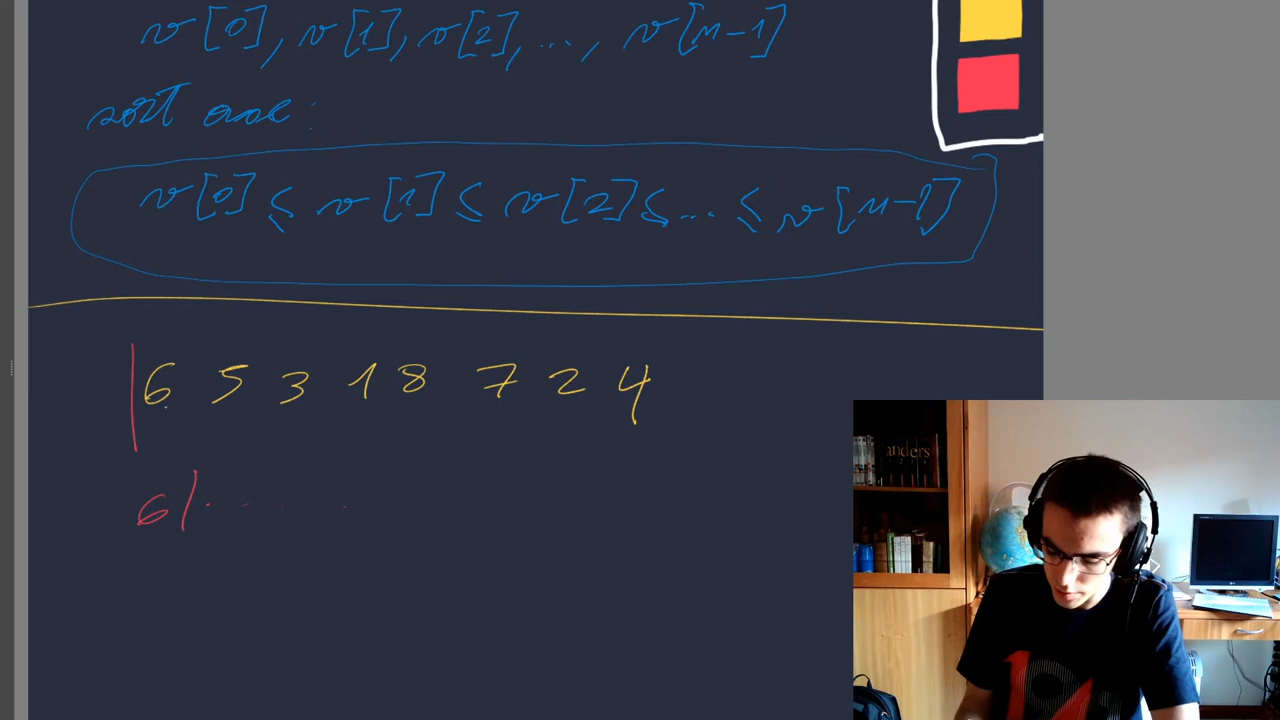 v[0], v[1], v[2], ..., v[n-1]
sort asc:
v[0] ≤ v[1] ≤ v[2] ≤ ... ≤ v[n-1]
6 5 3 1 8 7 2 4
6 | . . . . .
anders